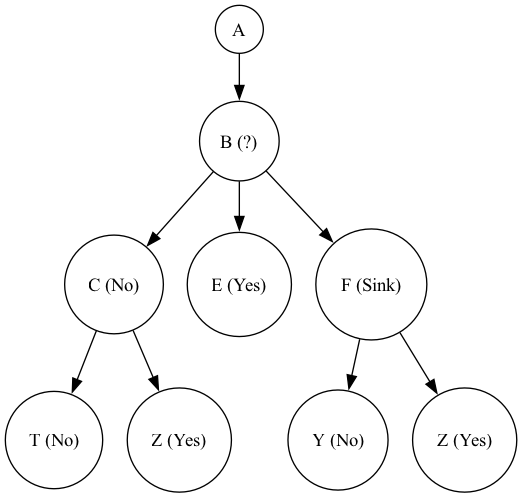 A
B (?)
C (No)
E (Yes)
F (Sink)
T (No)
Z (Yes)
Y (No)
Z (Yes)